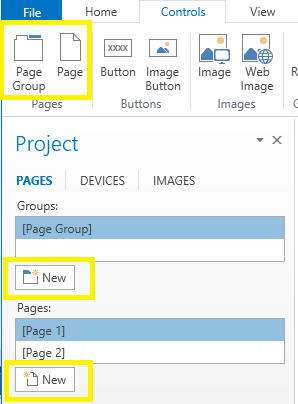 File Home Controls View
Page Group Page Button Image Button Image Web Image R
Pages Buttons Images G
Project
PAGES DEVICES IMAGES
Groups:
[Page Group]
New
Pages:
[Page 1]
[Page 2]
New